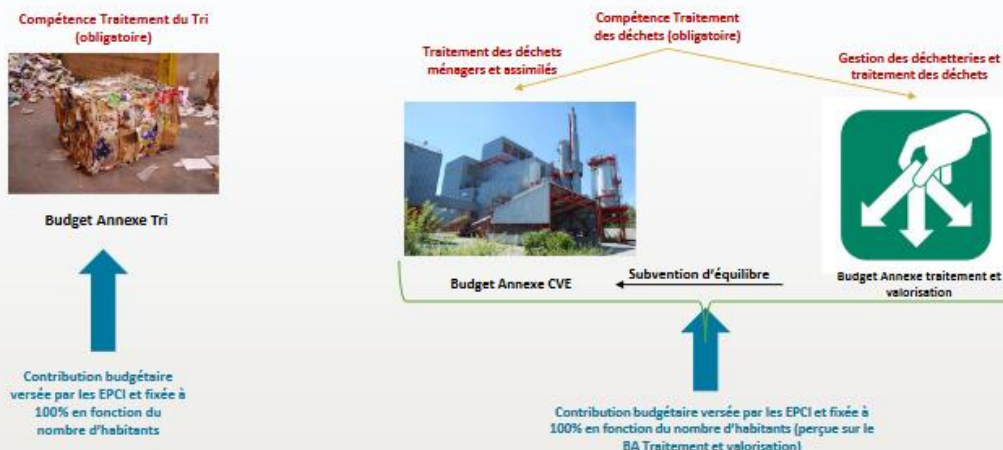 Compétence Traitement du Tri
(obligatoire)
Budget Annexe Tri
Contribution budgétaire
versée par les EPCI et fixée à
100% en fonction du
nombre d'habitants
Compétence Traitement
des déchets (obligatoire)
Traitement des déchets
ménagers et assimilés
Gestion des déchetteries et
traitement des déchets
Budget Annexe CVE
Subvention d'équilibre
Budget Annexe traitement et
valorisation
Contribution budgétaire versée par les EPCI et fixée à
100% en fonction du nombre d'habitants (perçue sur le
BA Traitement et valorisation)